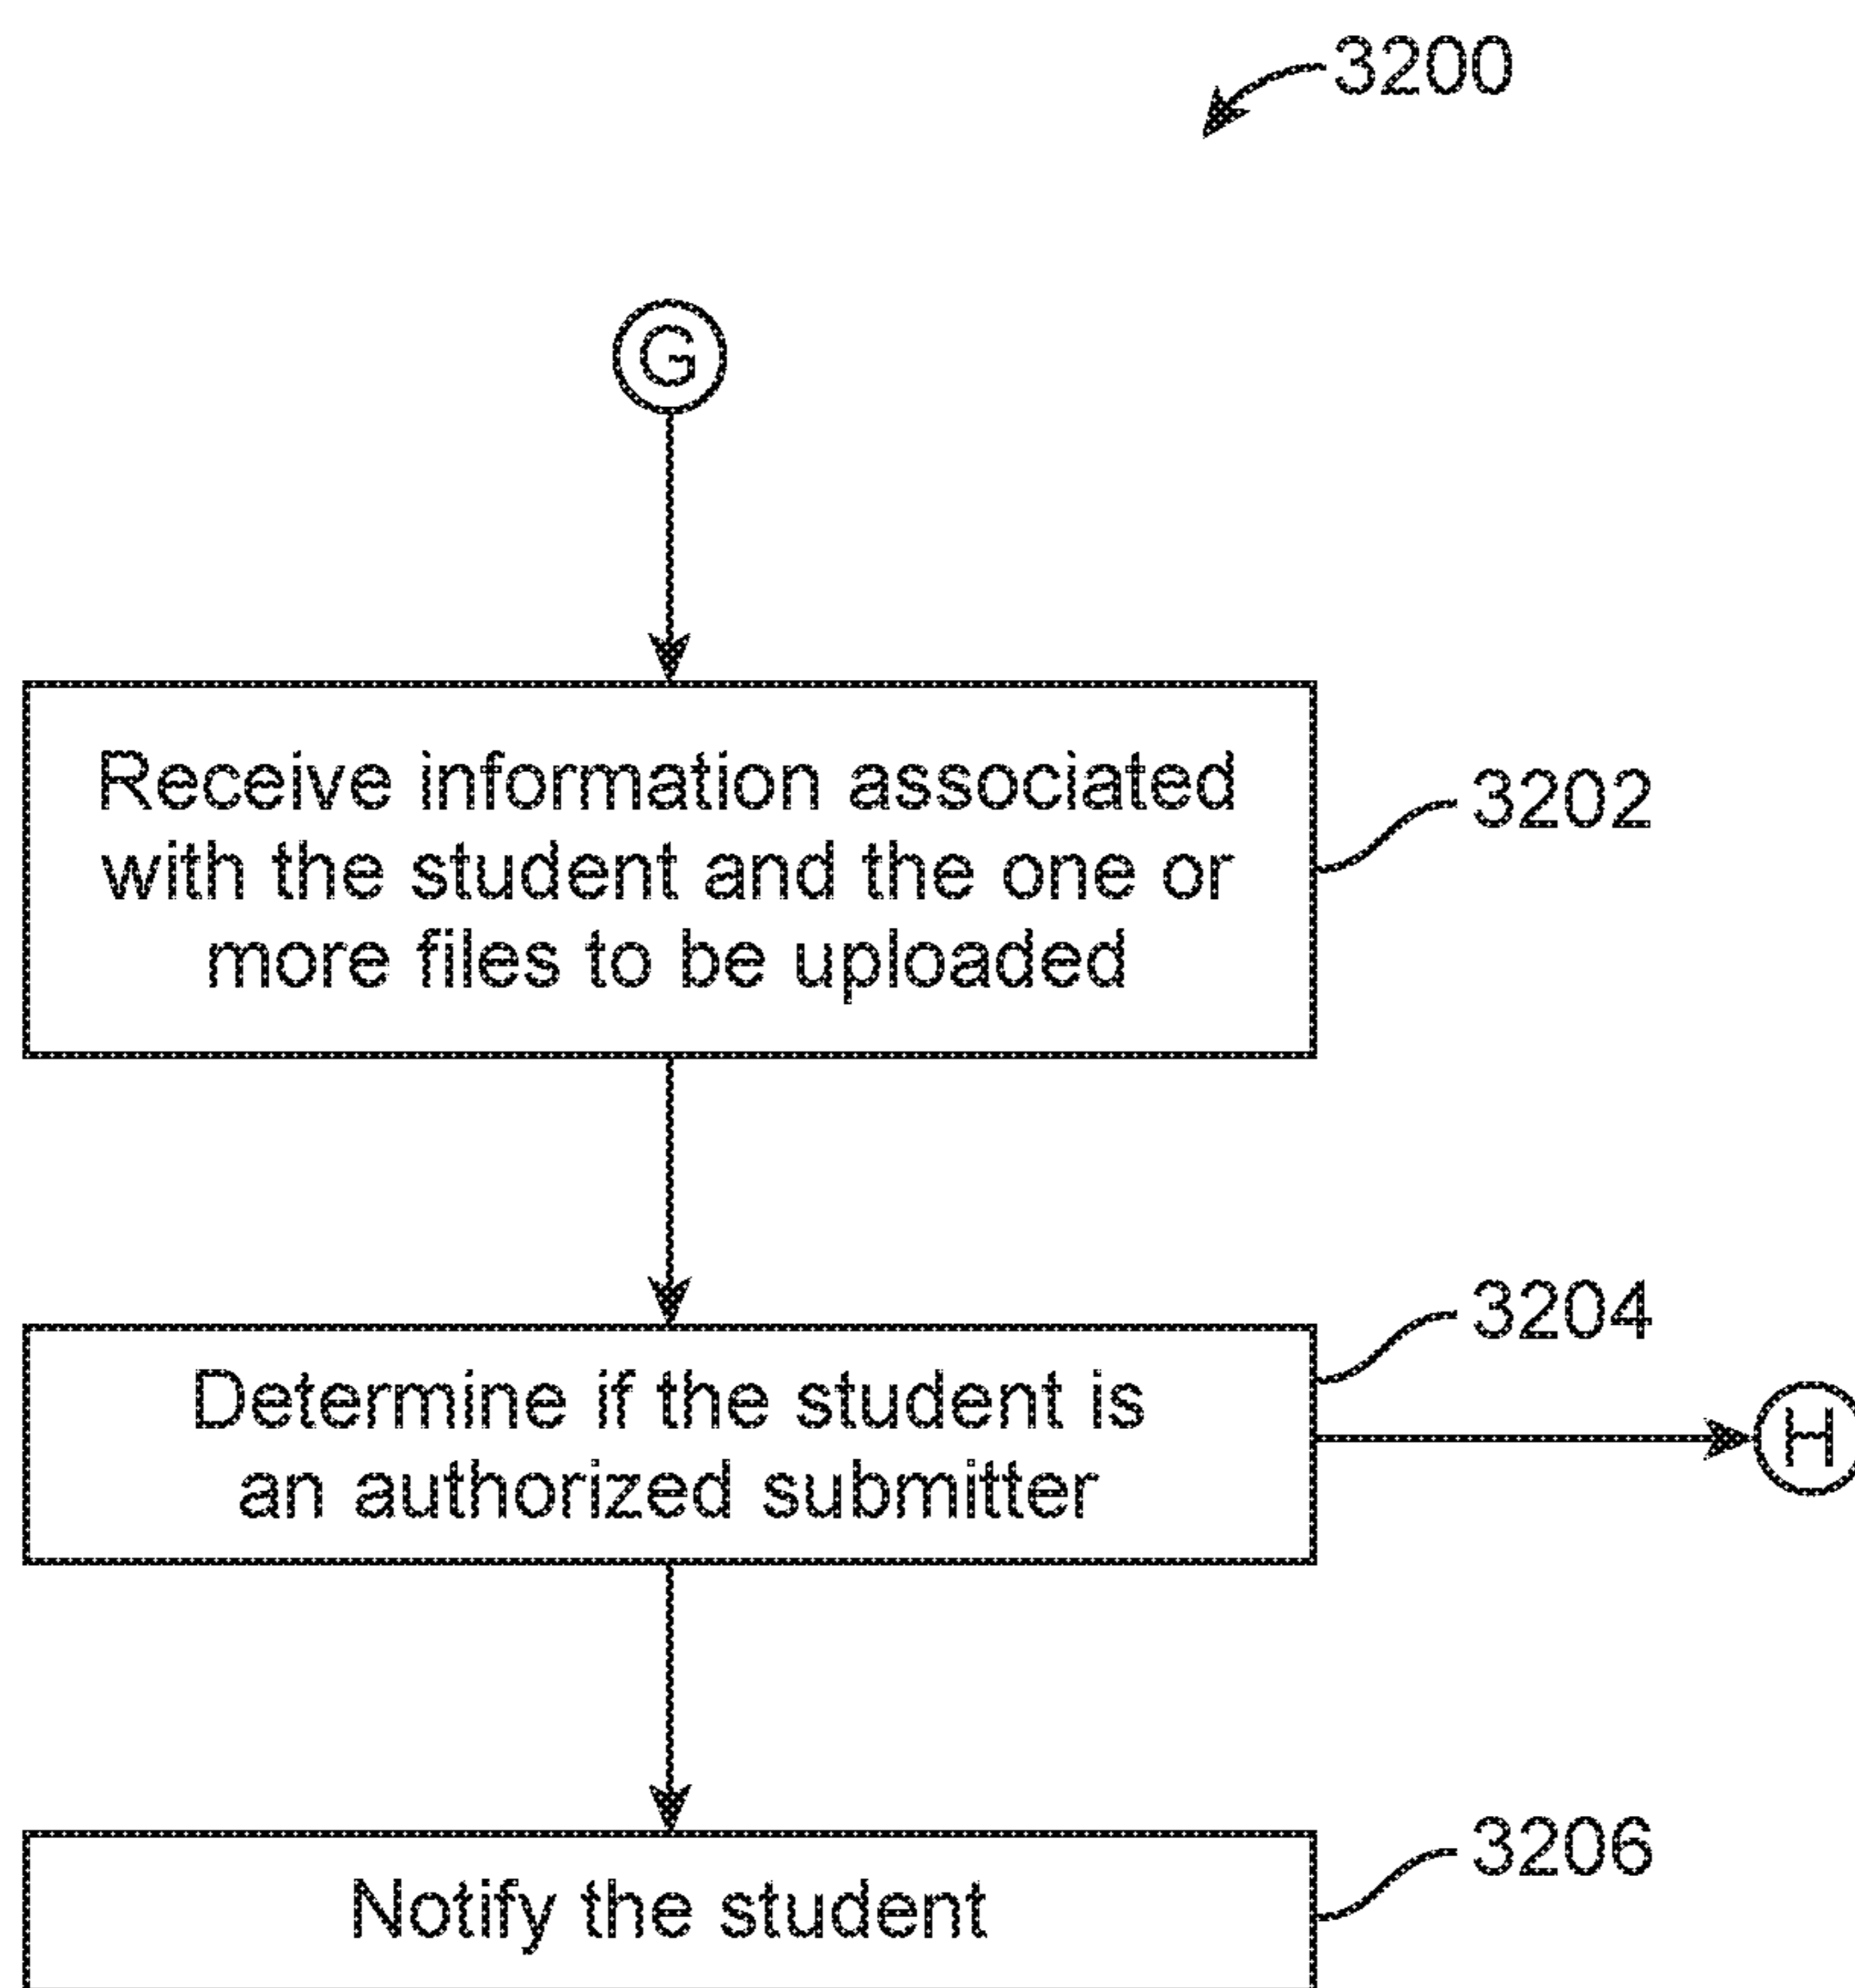 3200
G
Receive information associated
with the student and the one or
more files to be uploaded
3202
Determine if the student is
an authorized submitter
3204
H
Notify the student
3206